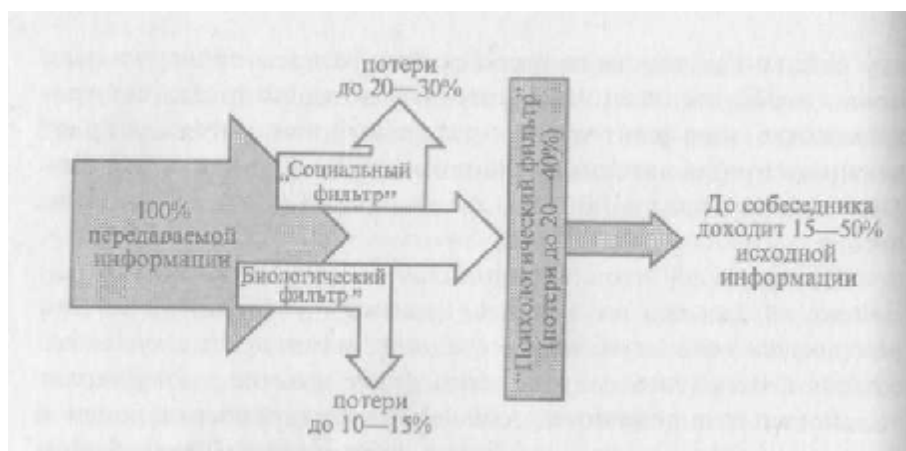 потери
до 20—30%
„Социальный
фильтр”
100%
передаваемой
информации
Биологический
фильтр”
потери
до 10—15%
„Психологический фильтр”
(потери до 20—40%)
До собеседника
доходит 15—50%
исходной
информации